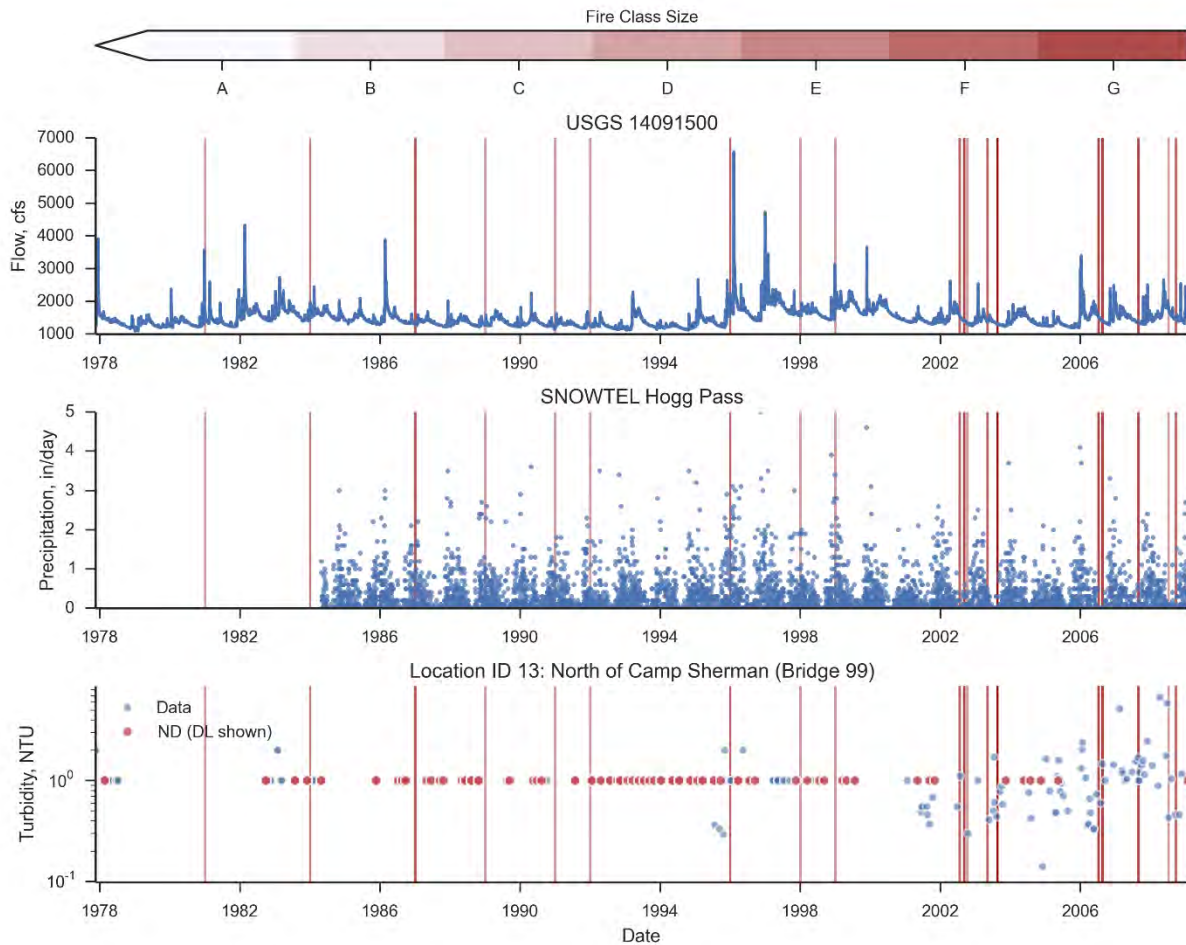 Fire Class Size
A B C D E F G
USGS 14091500
7000
6000
5000
4000
3000
2000
1000
Flow, cfs
1978 1982 1986 1990 1994 1998 2002 2006
SNOWTEL Hogg Pass
5
4
3
2
1
0
Precipitation, in/day
1978 1982 1986 1990 1994 1998 2002 2006
Location ID 13: North of Camp Sherman (Bridge 99)
Data
ND (DL shown)
10⁰
10⁻¹
Turbidity, NTU
1978 1982 1986 1990 1994 1998 2002 2006
Date